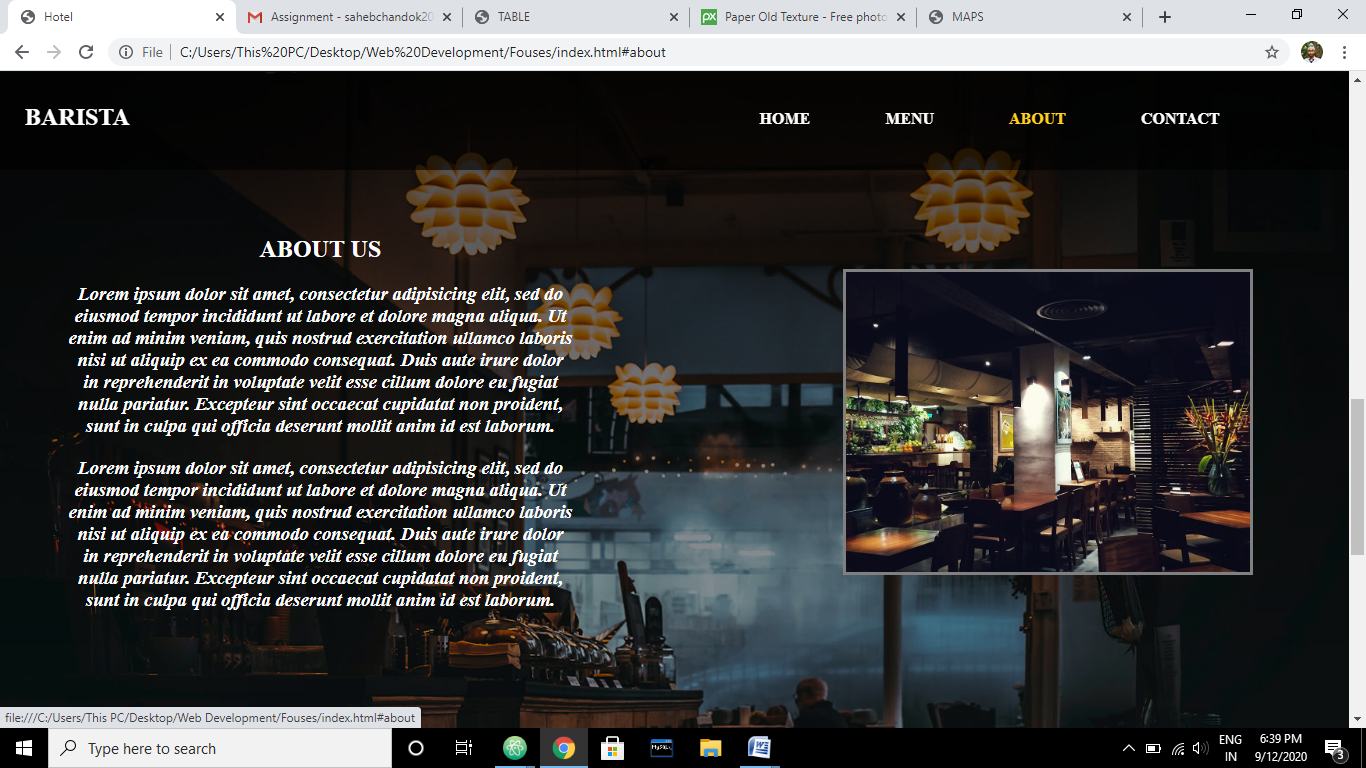 Hotel
Assignment - sahebchandok20
TABLE
Paper Old Texture - Free photo
MAPS
File
C:/Users/This%20PC/Desktop/Web%20Development/Fouses/index.html#about
BARISTA
HOME MENU ABOUT CONTACT
ABOUT US
Lorem ipsum dolor sit amet, consectetur adipisicing elit, sed do
eiusmod tempor incididunt ut labore et dolore magna aliqua. Ut
enim ad minim veniam, quis nostrud exercitation ullamco laboris
nisi ut aliquip ex ea commodo consequat. Duis aute irure dolor
in reprehenderit in voluptate velit esse cillum dolore eu fugiat
nulla pariatur. Excepteur sint occaecat cupidatat non proident,
sunt in culpa qui officia deserunt mollit anim id est laborum.
Lorem ipsum dolor sit amet, consectetur adipisicing elit, sed do
eiusmod tempor incididunt ut labore et dolore magna aliqua. Ut
enim ad minim veniam, quis nostrud exercitation ullamco laboris
nisi ut aliquip ex ea commodo consequat. Duis aute irure dolor
in reprehenderit in voluptate velit esse cillum dolore eu fugiat
nulla pariatur. Excepteur sint occaecat cupidatat non proident,
sunt in culpa qui officia deserunt mollit anim id est laborum.
file:///C:/Users/This PC/Desktop/Web Development/Fouses/index.html#about
Type here to search
MySQL
ENG
IN
6:39 PM
9/12/2020
3